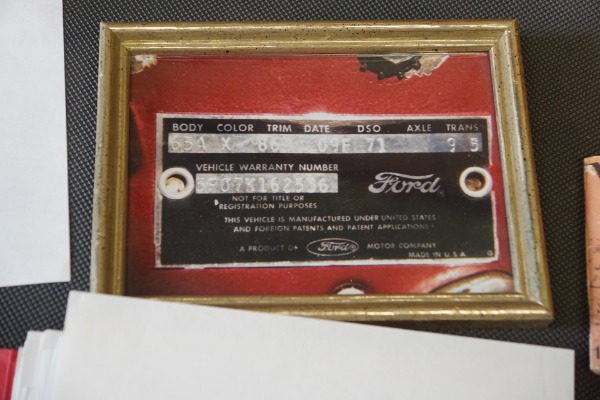 BODY COLOR TRIM DATE DSO AXLE TRANS
65A X 86 09E 71 9 5
VEHICLE WARRANTY NUMBER
5F07K162336
Ford
NOT FOR TITLE OR
REGISTRATION PURPOSES
THIS VEHICLE IS MANUFACTURED UNDER UNITED STATES
AND FOREIGN PATENTS AND PATENT APPLICATIONS
A PRODUCT OF Ford MOTOR COMPANY
MADE IN U.S.A.